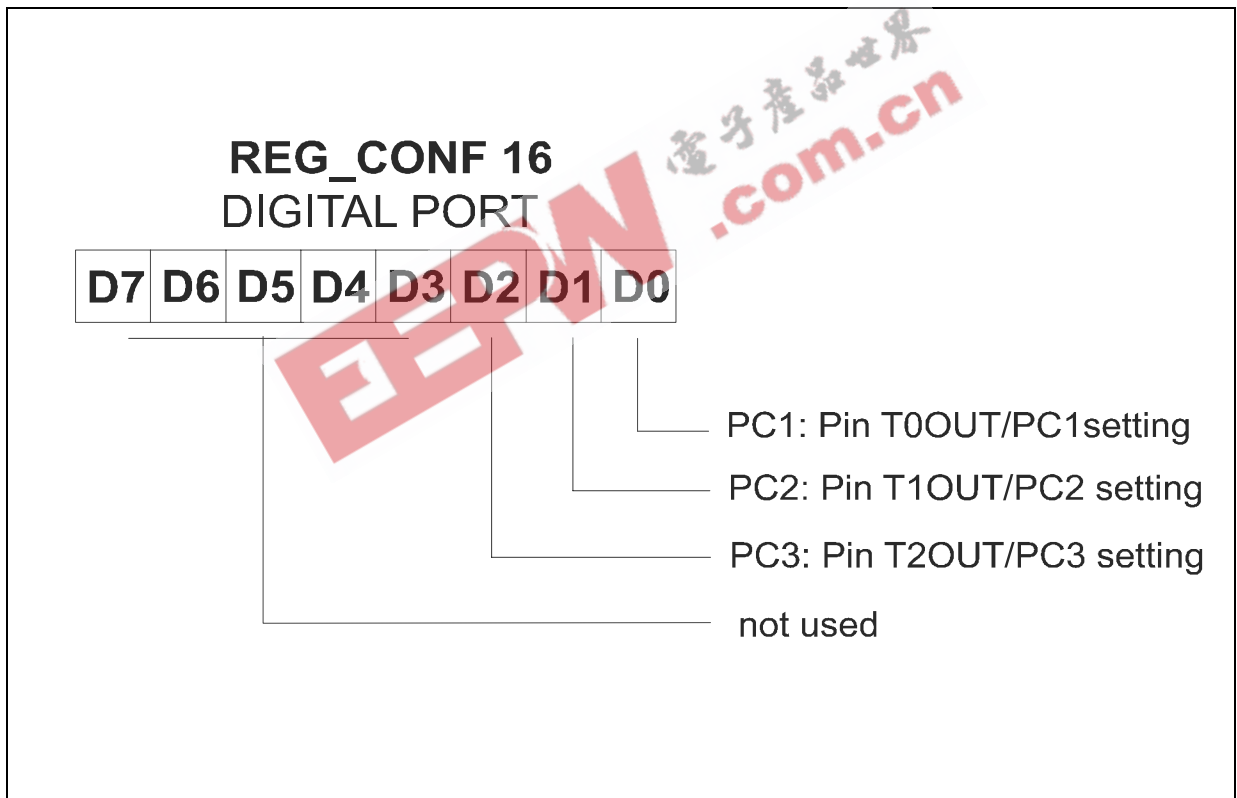 電子產品世界
.com.cn
EEPW
REG_CONF 16
DIGITAL PORT
D7 D6 D5 D4 D3 D2 D1 D0
PC1: Pin T0OUT/PC1setting
PC2: Pin T1OUT/PC2 setting
PC3: Pin T2OUT/PC3 setting
not used